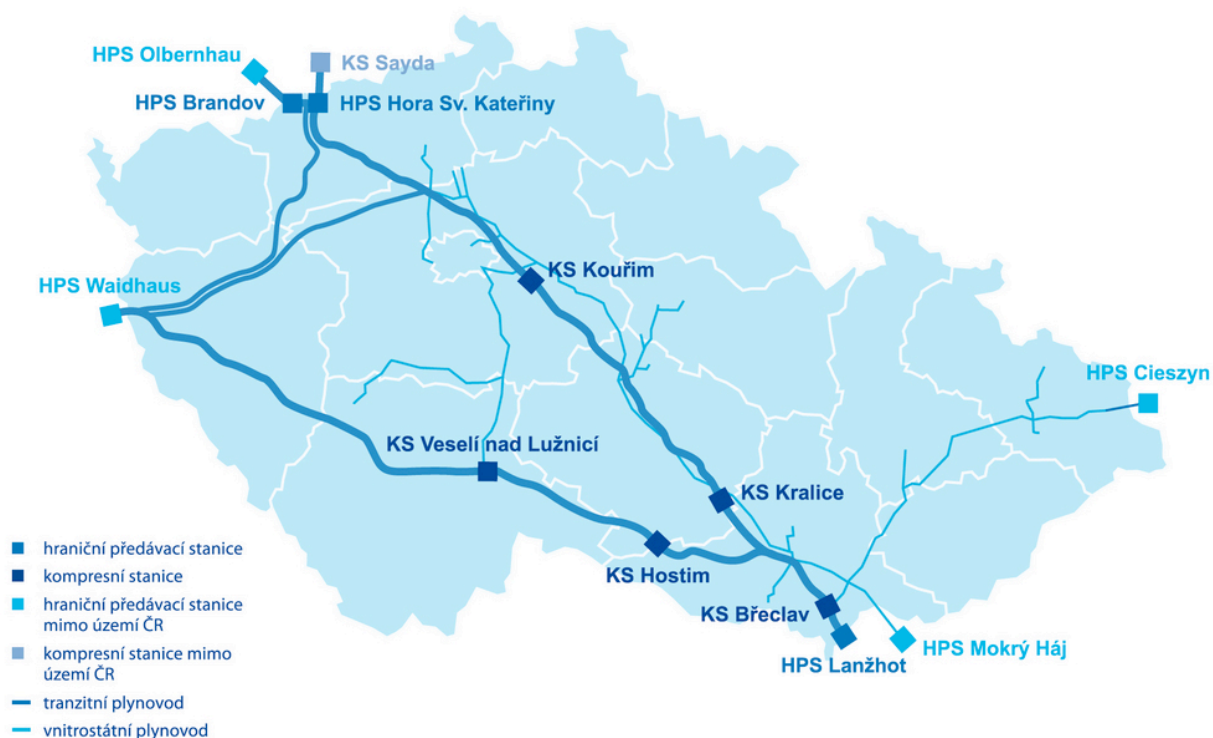 HPS Olbernhau
KS Sayda
HPS Brandov
HPS Hora Sv. Kateřiny
KS Kouřim
HPS Waidhaus
HPS Cieszyn
KS Veselí nad Lužnicí
KS Kralice
KS Hostim
KS Břeclav
HPS Mokrý Háj
HPS Lanžhot
hraniční předávací stanice
kompresní stanice
hraniční předávací stanice
mimo území ČR
kompresní stanice mimo
území ČR
tranzitní plynovod
vnitrostátní plynovod